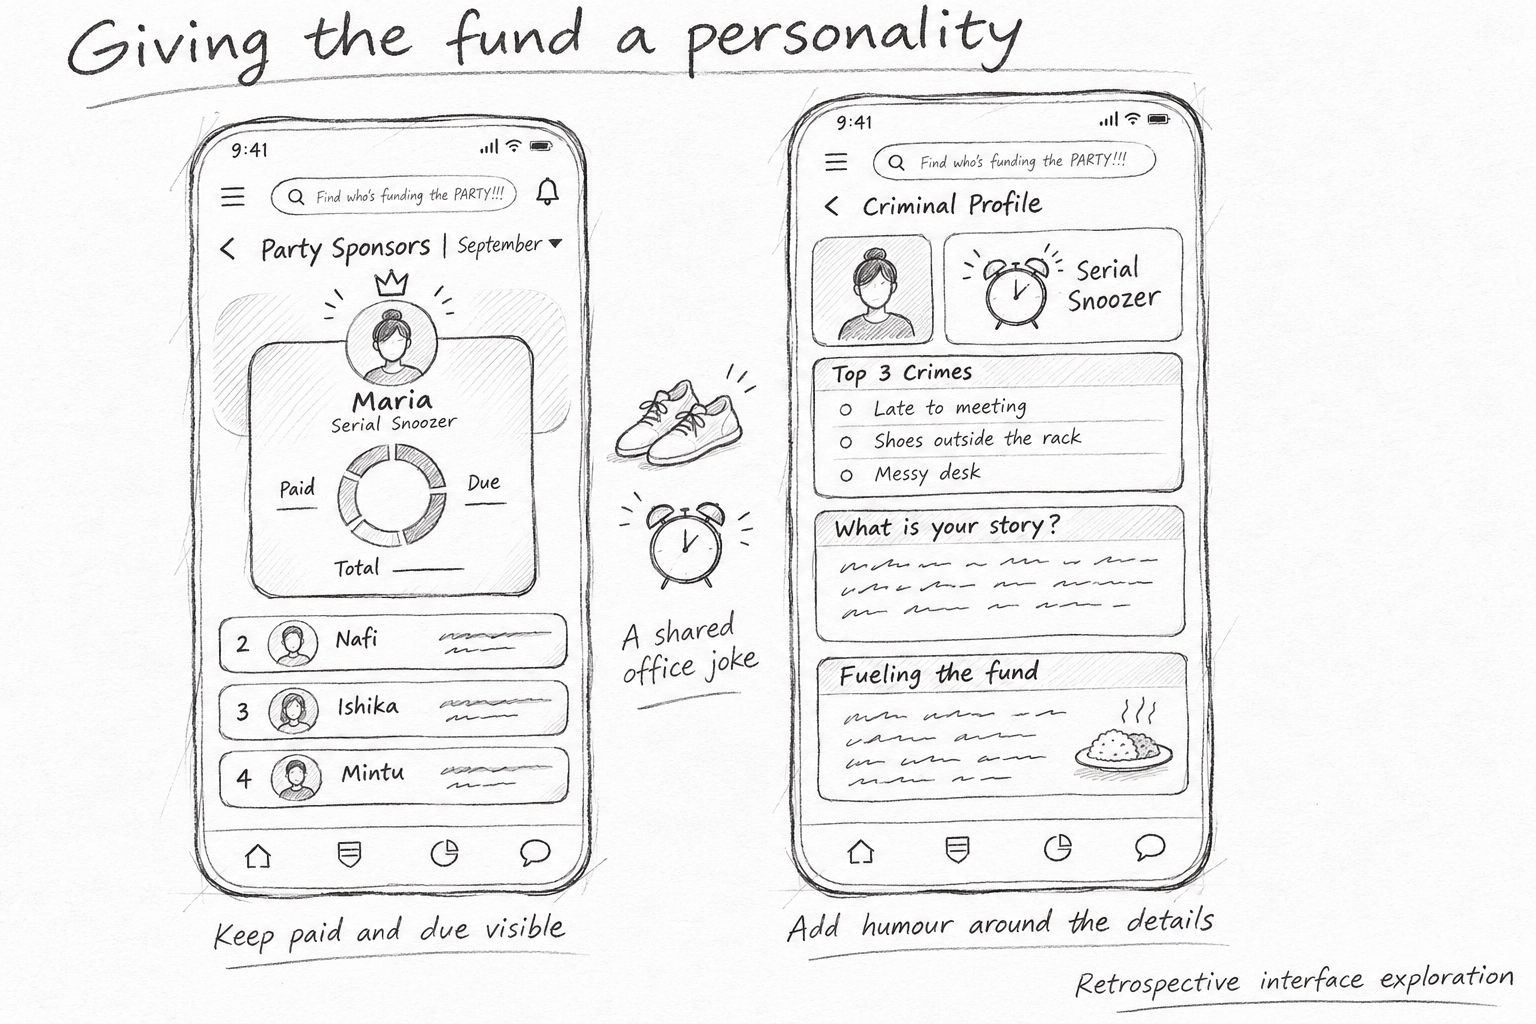 Giving the fund a personality
9:41
Find who's funding the PARTY!!!
Party Sponsors | September
Maria
Serial Snoozer
Paid
Due
Total
2 Nafi
3 Ishika
4 Mintu
Keep paid and due visible
A shared
office joke
9:41
Find who's funding the PARTY!!!
Criminal Profile
Serial
Snoozer
Top 3 Crimes
Late to meeting
Shoes outside the rack
Messy desk
What is your story?
Fueling the fund
Add humour around the details
Retrospective interface exploration